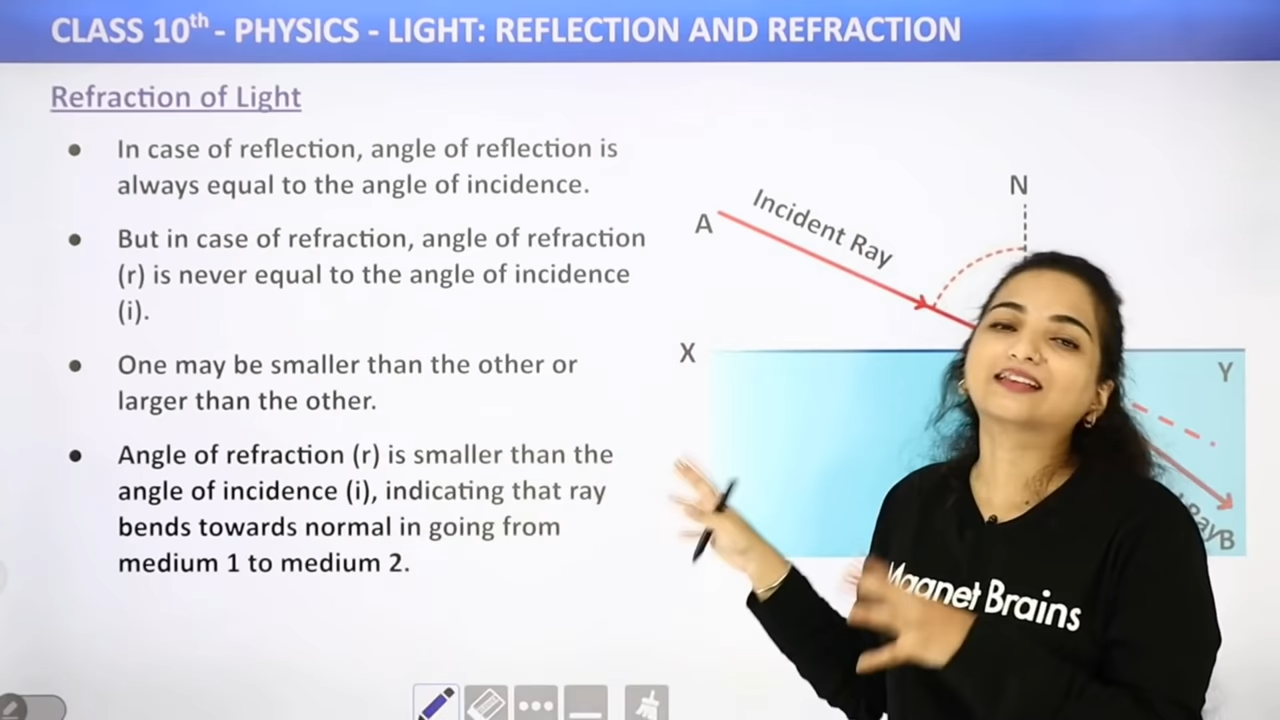 CLASS 10th - PHYSICS - LIGHT: REFLECTION AND REFRACTION
Refraction of Light
● In case of reflection, angle of reflection is
always equal to the angle of incidence.
● But in case of refraction, angle of refraction
(r) is never equal to the angle of incidence
(i).
● One may be smaller than the other or
larger than the other.
● Angle of refraction (r) is smaller than the
angle of incidence (i), indicating that ray
bends towards normal in going from
medium 1 to medium 2.
N
A
Incident Ray
X
Y
Ray
B
Magnet Brains